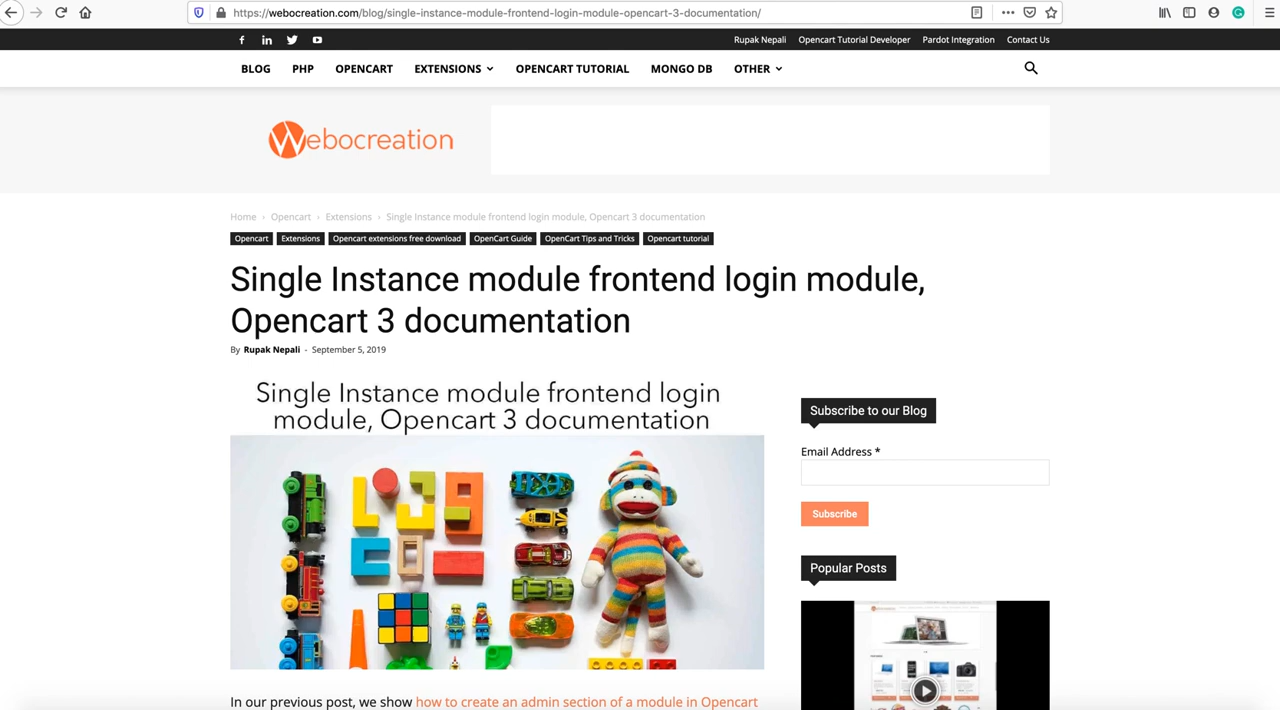 https://webocreation.com/blog/single-instance-module-frontend-login-module-opencart-3-documentation/
Rupak Nepali Opencart Tutorial Developer Pardot Integration Contact Us
BLOG PHP OPENCART EXTENSIONS OPENCART TUTORIAL MONGO DB OTHER
Webocreation
Home › Opencart › Extensions › Single Instance module frontend login module, Opencart 3 documentation
Opencart Extensions Opencart extensions free download OpenCart Guide OpenCart Tips and Tricks Opencart tutorial
Single Instance module frontend login module,
Opencart 3 documentation
By Rupak Nepali - September 5, 2019
Single Instance module frontend login
module, Opencart 3 documentation
Subscribe to our Blog
Email Address *
Subscribe
Popular Posts
In our previous post, we show how to create an admin section of a module in Opencart